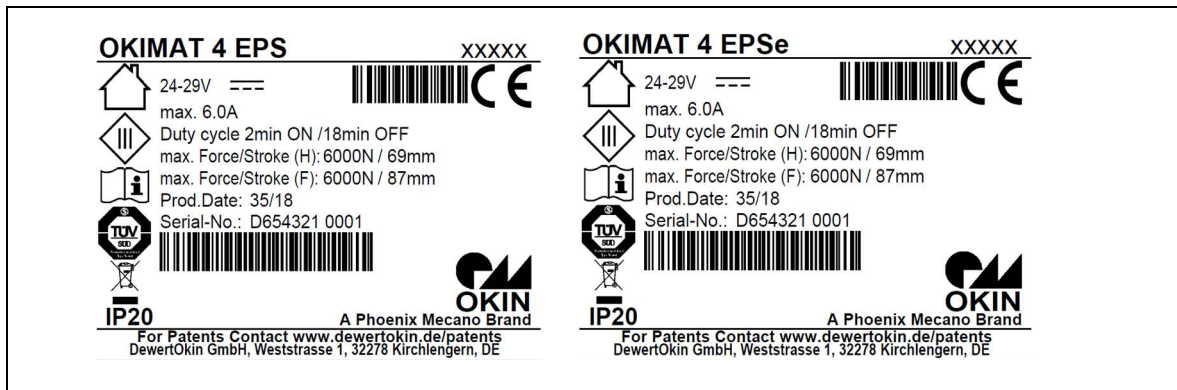 OKIMAT 4 EPS
XXXXX
24-29V
CE
max. 6.0A
III
Duty cycle 2min ON /18min OFF
max. Force/Stroke (H): 6000N / 69mm
i
max. Force/Stroke (F): 6000N / 87mm
Prod.Date: 35/18
Serial-No.: D654321 0001
TÜV
SÜD
OKIN
IP20
A Phoenix Mecano Brand
For Patents Contact www.dewertokin.de/patents
DewertOkin GmbH, Weststrasse 1, 32278 Kirchlengern, DE
OKIMAT 4 EPSe
XXXXX
24-29V
CE
max. 6.0A
III
Duty cycle 2min ON /18min OFF
max. Force/Stroke (H): 6000N / 69mm
i
max. Force/Stroke (F): 6000N / 87mm
Prod.Date: 35/18
Serial-No.: D654321 0001
TÜV
SÜD
OKIN
IP20
A Phoenix Mecano Brand
For Patents Contact www.dewertokin.de/patents
DewertOkin GmbH, Weststrasse 1, 32278 Kirchlengern, DE